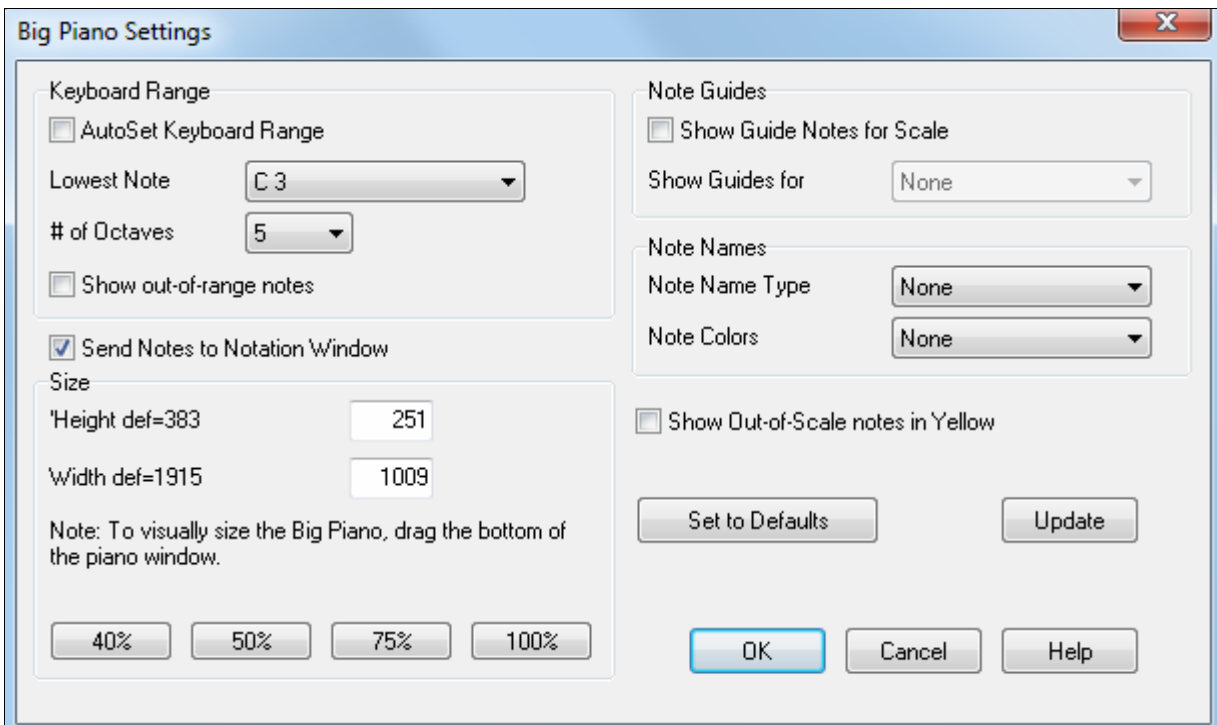 Big Piano Settings
Keyboard Range
AutoSet Keyboard Range
Lowest Note C 3
# of Octaves 5
Show out-of-range notes
Send Notes to Notation Window
Size
'Height def=383 251
Width def=1915 1009
Note: To visually size the Big Piano, drag the bottom of
the piano window.
40% 50% 75% 100%
Note Guides
Show Guide Notes for Scale
Show Guides for None
Note Names
Note Name Type None
Note Colors None
Show Out-of-Scale notes in Yellow
Set to Defaults Update
OK Cancel Help